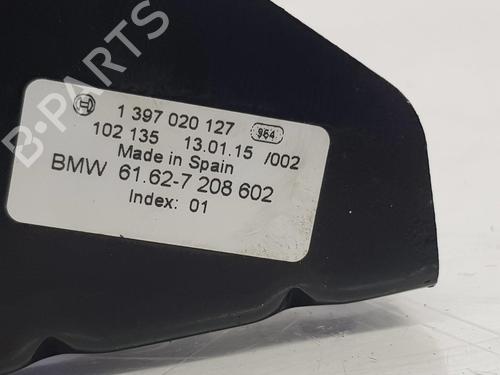 B-PARTS
1 397 020 127 964
102 135 13.01.15 /002
Made in Spain
BMW 61.62-7 208 602
Index: 01